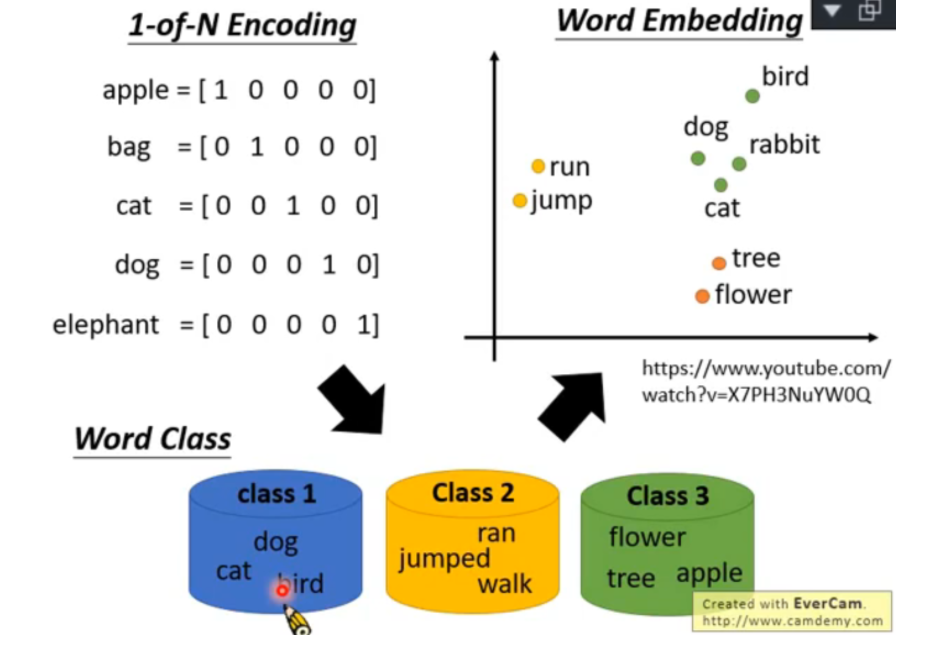 1-of-N Encoding
apple = [ 1 0 0 0 0]
bag = [ 0 1 0 0 0]
cat = [ 0 0 1 0 0]
dog = [ 0 0 0 1 0]
elephant = [ 0 0 0 0 1]
Word Embedding
bird
dog
rabbit
run
jump
cat
tree
flower
https://www.youtube.com/
watch?v=X7PH3NuYW0Q
Word Class
class 1
dog
cat
bird
Class 2
ran
jumped
walk
Class 3
flower
tree apple
Created with EverCam.
http://www.camdemy.com